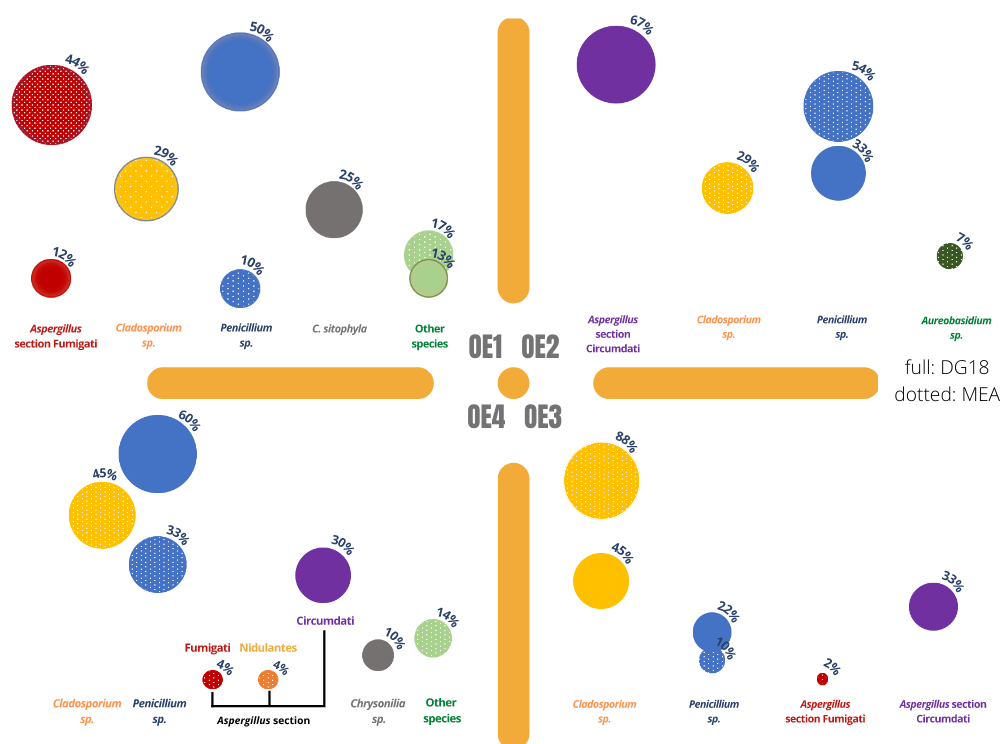 44%
50%
29%
25%
17%
13%
12%
10%
Aspergillus
section Fumigati
Cladosporium
sp.
Penicillium
sp.
C. sitophyla
Other
species
67%
54%
33%
29%
7%
Aspergillus
section
Circumdati
Cladosporium
sp.
Penicillium
sp.
Aureobasidium
sp.
OE1 OE2
full: DG18
dotted: MEA
OE4 OE3
60%
45%
33%
30%
Circumdati
14%
10%
Fumigati Nidulantes
4% 4%
Cladosporium
sp.
Penicillium
sp.
Aspergillus section
Chrysonilia
sp.
Other
species
88%
45%
33%
22%
10%
2%
Cladosporium
sp.
Penicillium
sp.
Aspergillus
section Fumigati
Aspergillus section
Circumdati